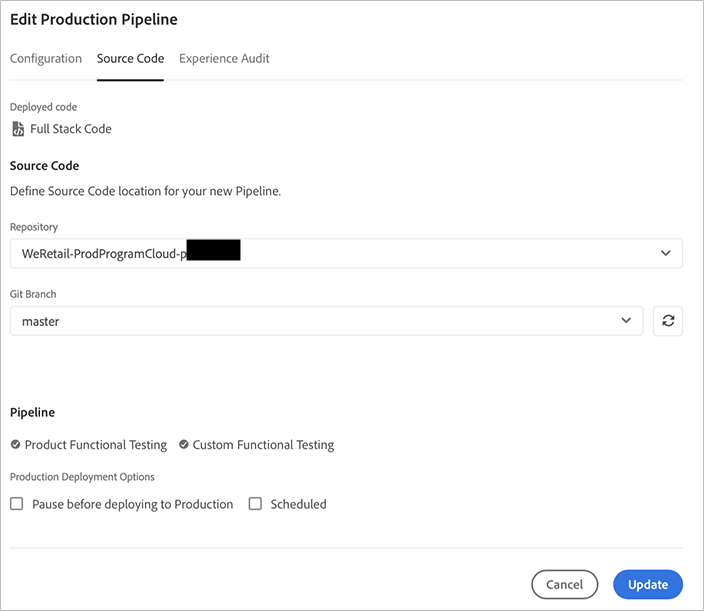 Edit Production Pipeline
Configuration Source Code Experience Audit
Deployed code
Full Stack Code
Source Code
Define Source Code location for your new Pipeline.
Repository
WeRetail-ProdProgramCloud-p
Git Branch
master
Pipeline
Product Functional Testing Custom Functional Testing
Production Deployment Options
Pause before deploying to Production Scheduled
Cancel Update